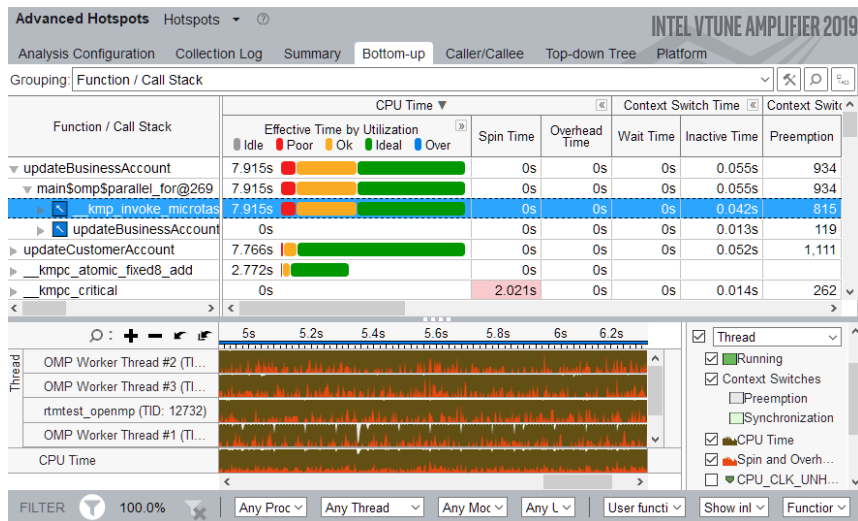 Advanced Hotspots Hotspots
INTEL VTUNE AMPLIFIER 2019
Analysis Configuration Collection Log Summary Bottom-up Caller/Callee Top-down Tree Platform
Grouping: Function / Call Stack
Function / Call Stack
CPU Time Context Switch Time Context Switc
Effective Time by Utilization Spin Time Overhead Time Wait Time Inactive Time Preemption
Idle Poor Ok Ideal Over
updateBusinessAccount 7.915s 0s 0s 0s 0.055s 934
main$omp$parallel_for@269 7.915s 0s 0s 0s 0.055s 934
__kmp_invoke_microtas 7.915s 0s 0s 0s 0.042s 815
updateBusinessAccount 0s 0s 0s 0s 0.013s 119
updateCustomerAccount 7.766s 0s 0s 0s 0.052s 1,111
__kmpc_atomic_fixed8_add 2.772s 0s 0s
__kmpc_critical 0s 2.021s 0s 0s 0.014s 262
5s 5.2s 5.4s 5.6s 5.8s 6s 6.2s
Thread
OMP Worker Thread #2 (TI...
OMP Worker Thread #3 (TI...
rtmtest_openmp (TID: 12732)
OMP Worker Thread #1 (TI...
CPU Time
Thread
Running
Context Switches
Preemption
Synchronization
CPU Time
Spin and Overh...
CPU_CLK_UNH...
FILTER 100.0% Any Proc Any Thread Any Moc Any U User functi Show inl Functior